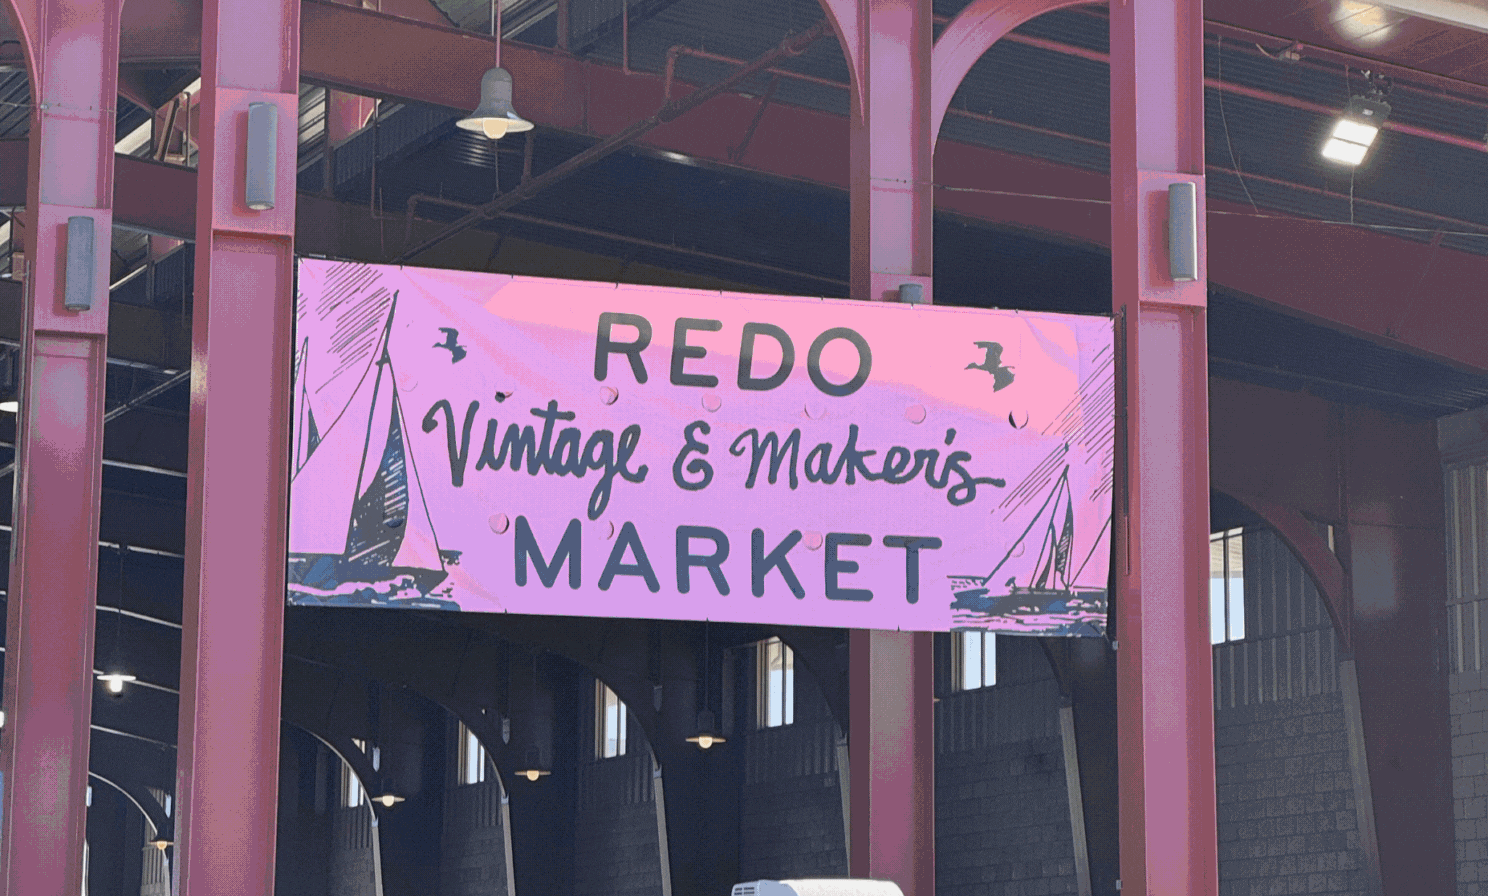 REDO
Vintage & Maker's
MARKET